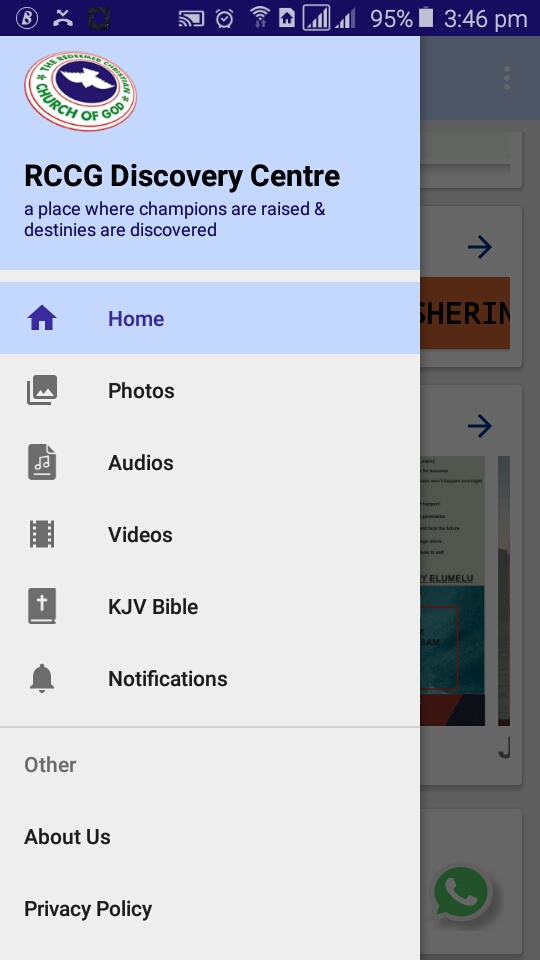 95% 3:46 pm
THE REDEEMED CHRISTIAN
CHURCH OF GOD
RCCG Discovery Centre
a place where champions are raised &
destinies are discovered
Home
Photos
Audios
Videos
KJV Bible
Notifications
Other
About Us
Privacy Policy
SHERIN
Y ELUMELU
J